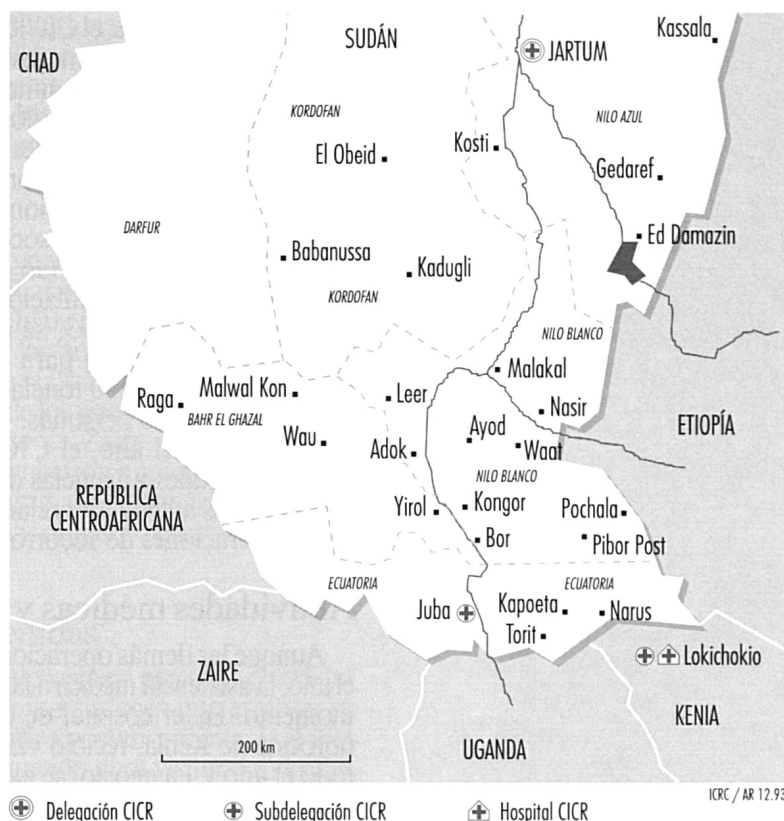 SUDÁN
Kassala
CHAD
JARTUM
KORDOFAN
NILO AZUL
El Obeid
Kosti
Gedaref
DARFUR
Ed Damazin
Babanussa
Kadugli
KORDOFAN
NILO BLANCO
Malakal
Raga
Malwal Kon
Leer
Nasir
BAHR EL GHAZAL
ETIOPÍA
Wau
Ayod
Adok
Waat
NILO BLANCO
REPÚBLICA
CENTROAFRICANA
Yirol
Kongor
Pochala
Bor
Pibor Post
ECUATORIA
ECUATORIA
Juba
Kapoeta
Narus
Torit
ZAIRE
Lokichokio
KENIA
200 km
UGANDA
ICRC / AR 12.93
Delegación CICR
Subdelegación CICR
Hospital CICR